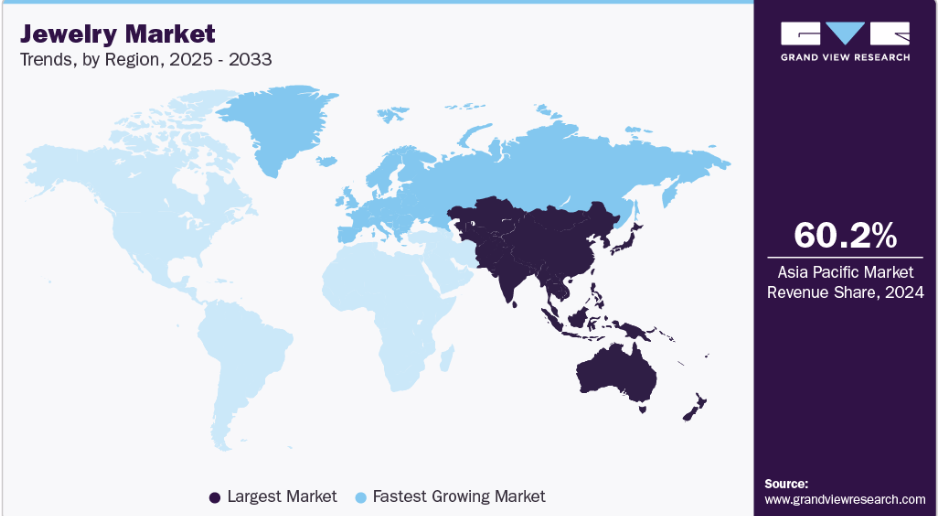 Jewelry Market
Trends, by Region, 2025 - 2033
GRAND VIEW RESEARCH
60.2%
Asia Pacific Market
Revenue Share, 2024
Largest Market
Fastest Growing Market
Source:
www.grandviewresearch.com